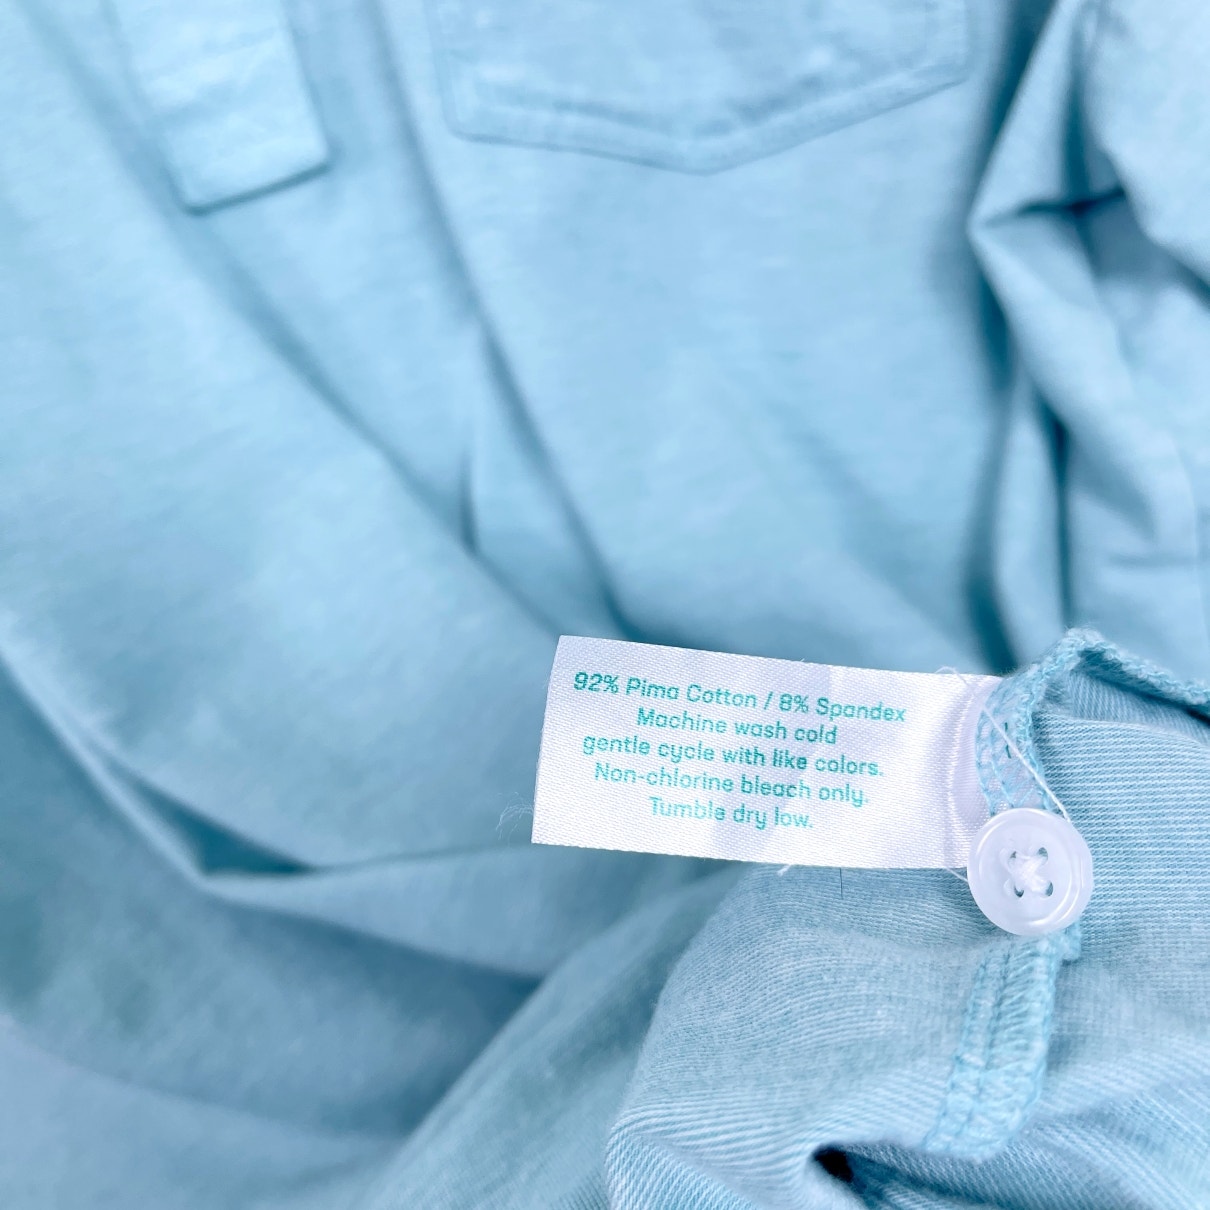 92% Pima Cotton / 8% Spandex
Machine wash cold
gentle cycle with like colors.
Non-chlorine bleach only.
Tumble dry low.